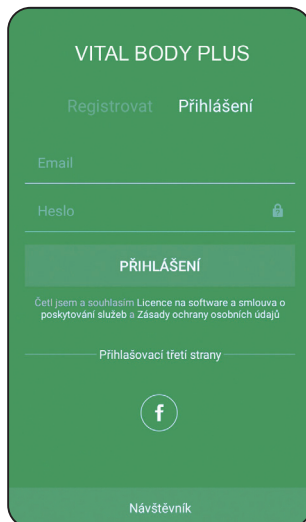 VITAL BODY PLUS
Registrovat Přihlášení
Email
Heslo
PŘIHLÁŠENÍ
Četl jsem a souhlasím Licence na software a smlouva o
poskytování služeb a Zásady ochrany osobních údajů
Přihlašovací třetí strany
f
Návštěvník